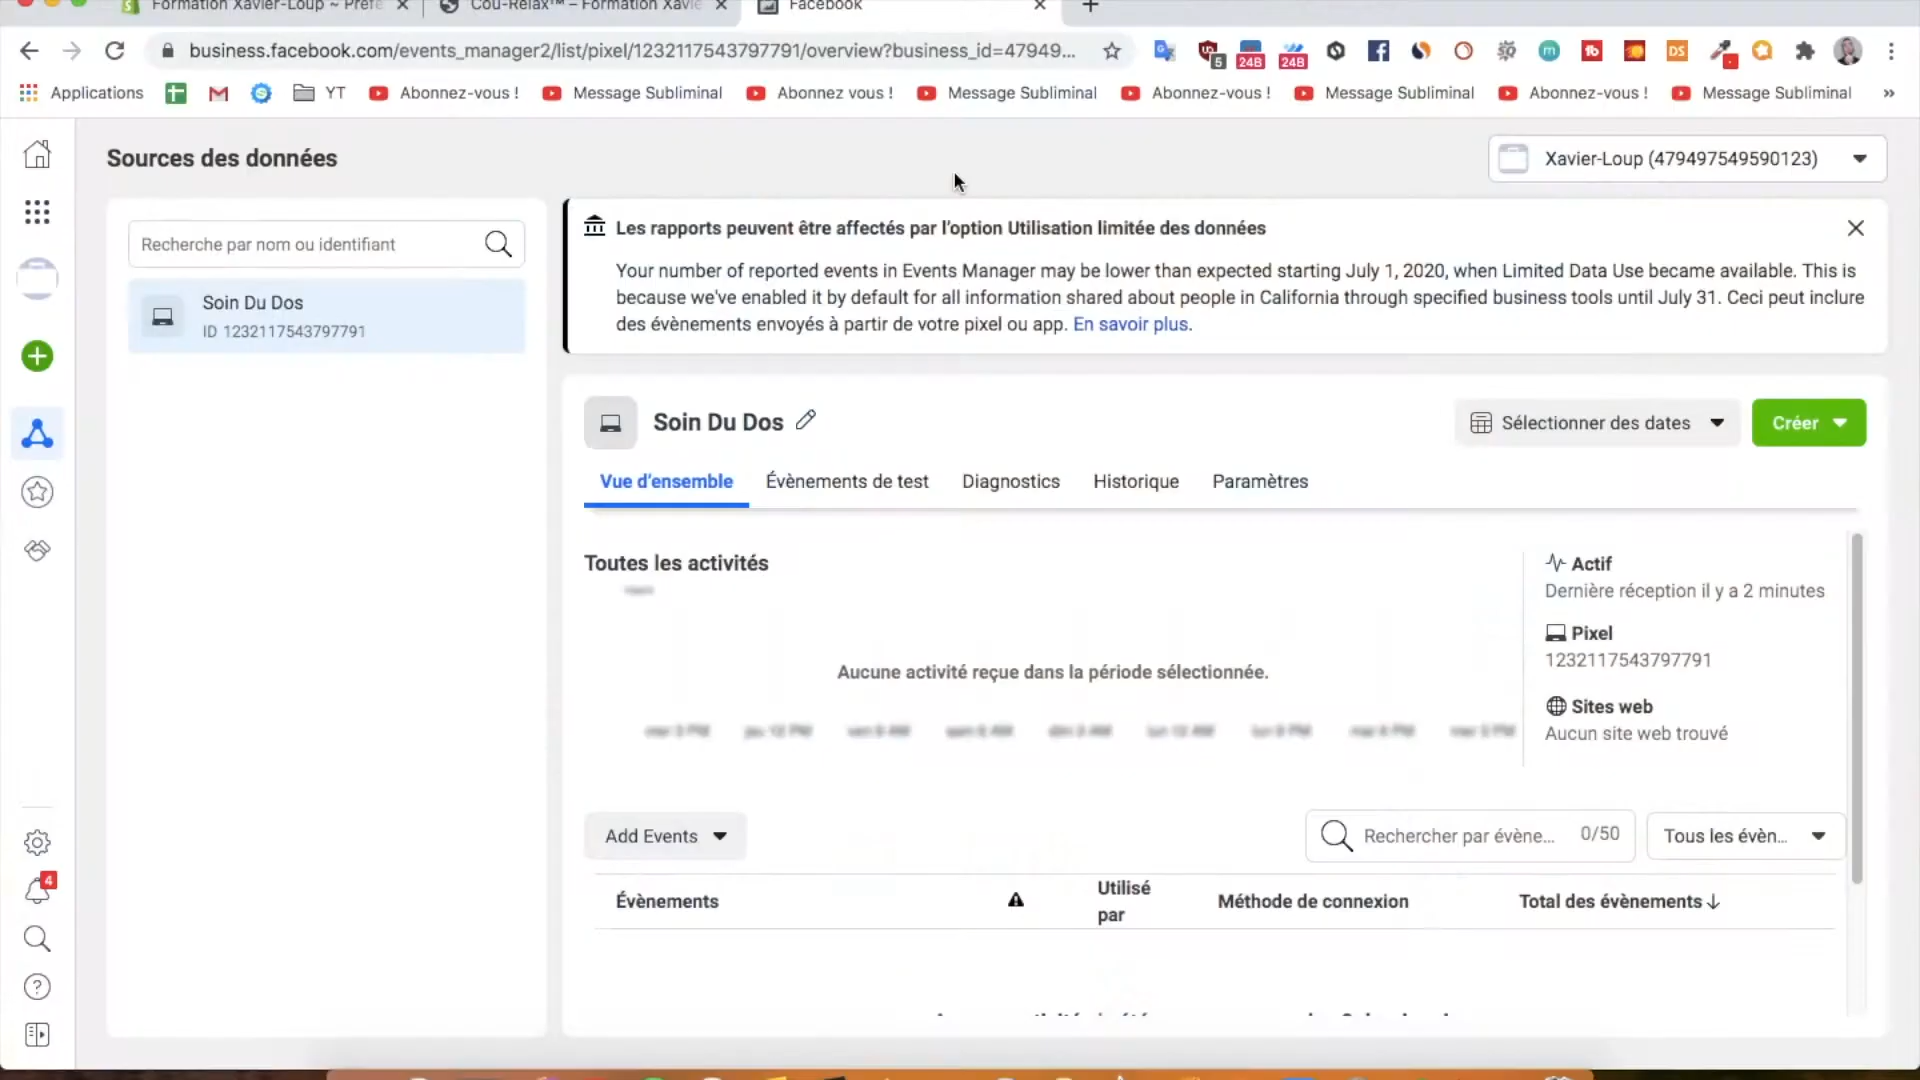 Formation Xavier-Loup ~ Préfé
Cou-Relax™ – Formation Xavie
Facebook
business.facebook.com/events_manager2/list/pixel/1232117543797791/overview?business_id=47949...
5
24B
24B
DS
Applications
YT
Abonnez-vous !
Message Subliminal
Abonnez vous !
Message Subliminal
Abonnez-vous !
Message Subliminal
Abonnez-vous !
Message Subliminal
Sources des données
Xavier-Loup (479497549590123)
Recherche par nom ou identifiant
Soin Du Dos
ID 1232117543797791
Les rapports peuvent être affectés par l'option Utilisation limitée des données
Your number of reported events in Events Manager may be lower than expected starting July 1, 2020, when Limited Data Use became available. This is
because we've enabled it by default for all information shared about people in California through specified business tools until July 31. Ceci peut inclure
des évènements envoyés à partir de votre pixel ou app. En savoir plus.
Soin Du Dos
Sélectionner des dates
Créer
Vue d'ensemble
Évènements de test
Diagnostics
Historique
Paramètres
Toutes les activités
Aucune activité reçue dans la période sélectionnée.
Actif
Dernière réception il y a 2 minutes
Pixel
1232117543797791
Sites web
Aucun site web trouvé
Add Events
Rechercher par évène...
0/50
Tous les évèn...
Évènements
Utilisé
par
Méthode de connexion
Total des évènements
4